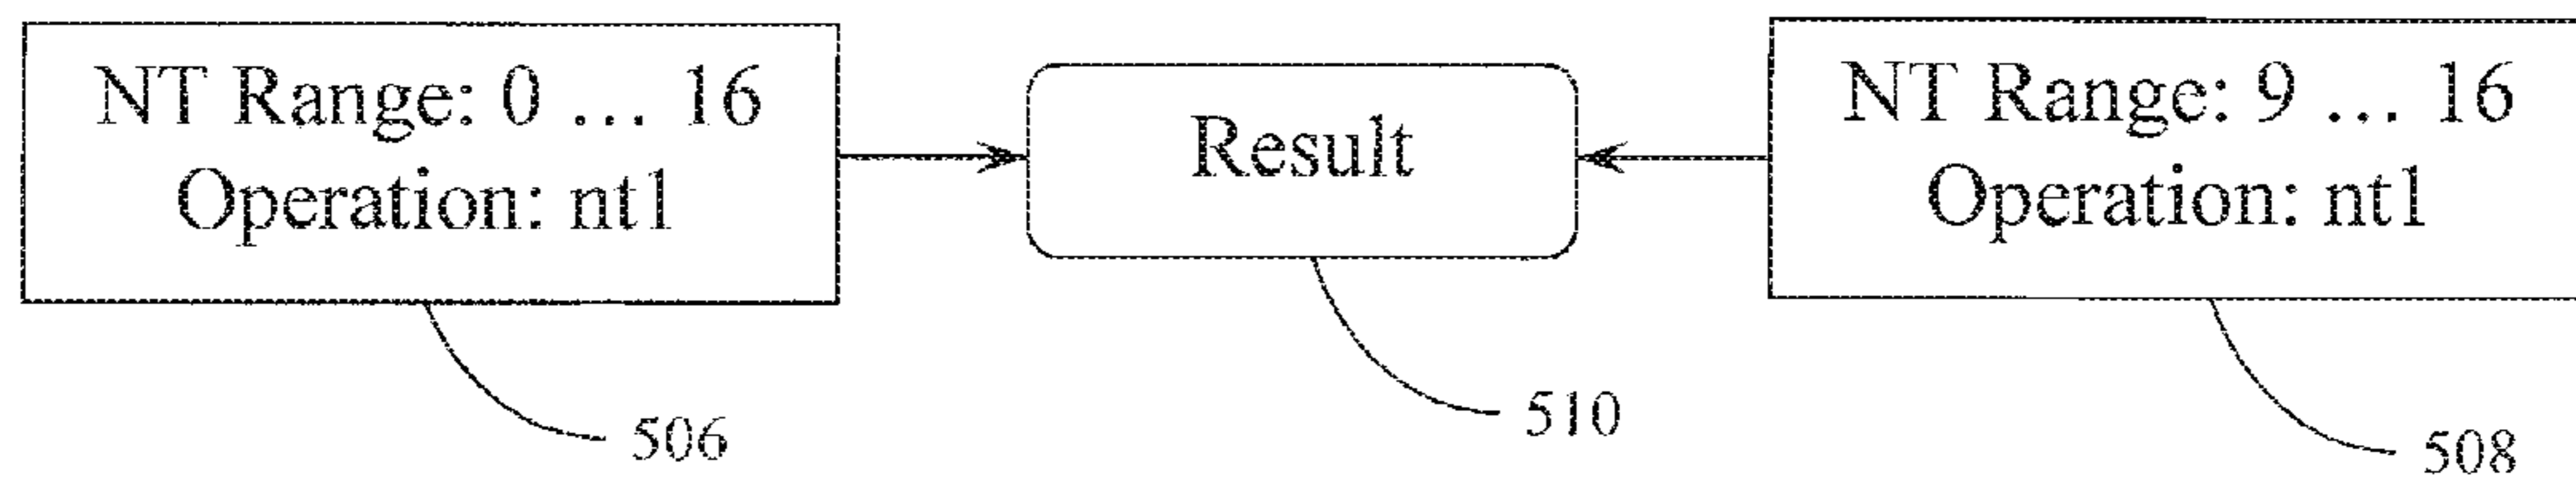 NT Range: 0 … 16
Operation: nt1
506
Result
510
NT Range: 9 … 16
Operation: nt1
508